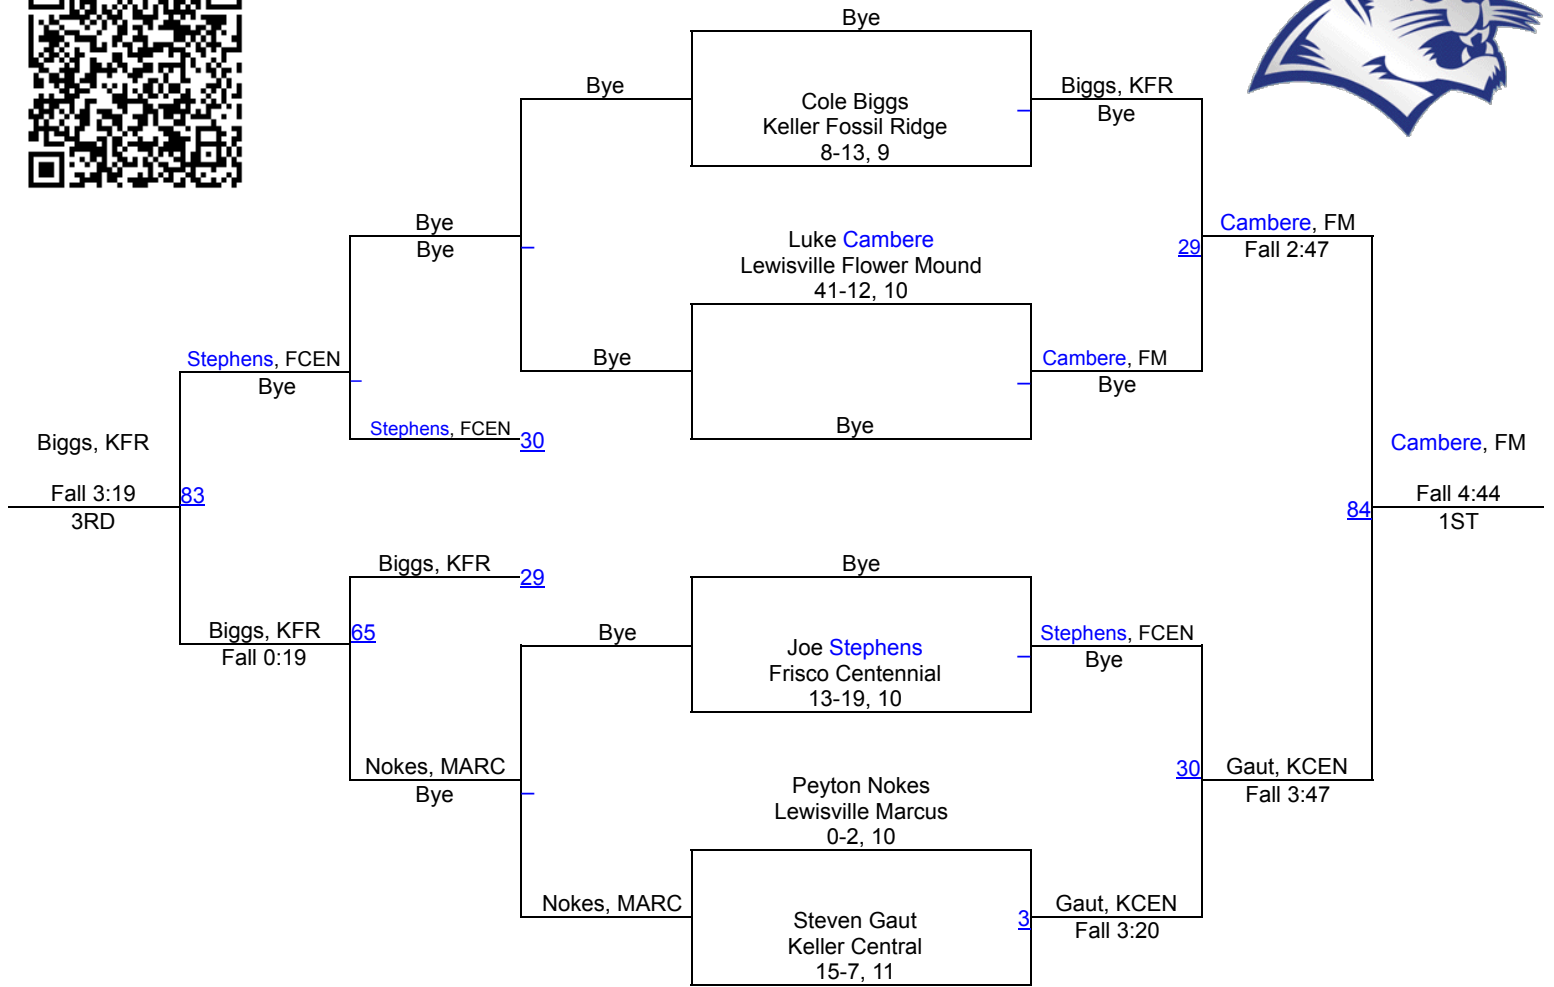 Bye
Bye
Cole Biggs
Keller Fossil Ridge
8-13, 9
Biggs, KFR
Bye
Bye
Bye
Luke Cambere
Lewisville Flower Mound
41-12, 10
29
Cambere, FM
Fall 2:47
Stephens, FCEN
Bye
Bye
Cambere, FM
Bye
Stephens, FCEN
30
Bye
Biggs, KFR
Fall 3:19
3RD
83
Cambere, FM
84
Fall 4:44
1ST
Biggs, KFR
29
Bye
Biggs, KFR
Fall 0:19
65
Bye
Joe Stephens
Frisco Centennial
13-19, 10
Stephens, FCEN
Bye
Nokes, MARC
Bye
Peyton Nokes
Lewisville Marcus
0-2, 10
30
Gaut, KCEN
Fall 3:47
Nokes, MARC
Steven Gaut
Keller Central
15-7, 11
3
Gaut, KCEN
Fall 3:20